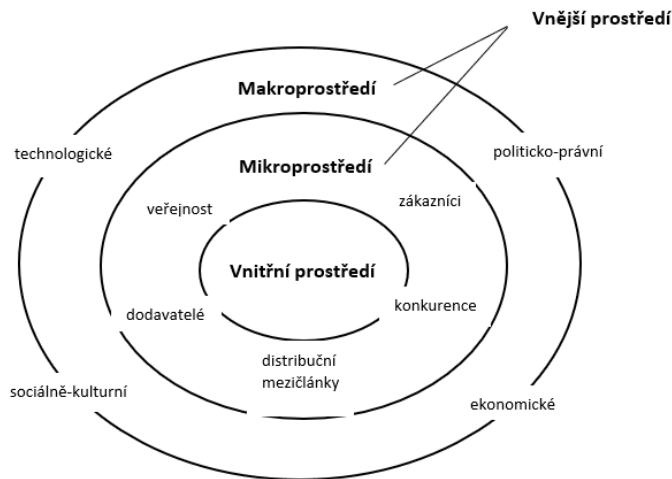 Vnější prostředí
Makroprostředí
technologické
politicko-právní
Mikroprostředí
zákazníci
veřejnost
Vnitřní prostředí
konkurence
dodavatelé
distribuční
mezičlánky
sociálně-kulturní
ekonomické